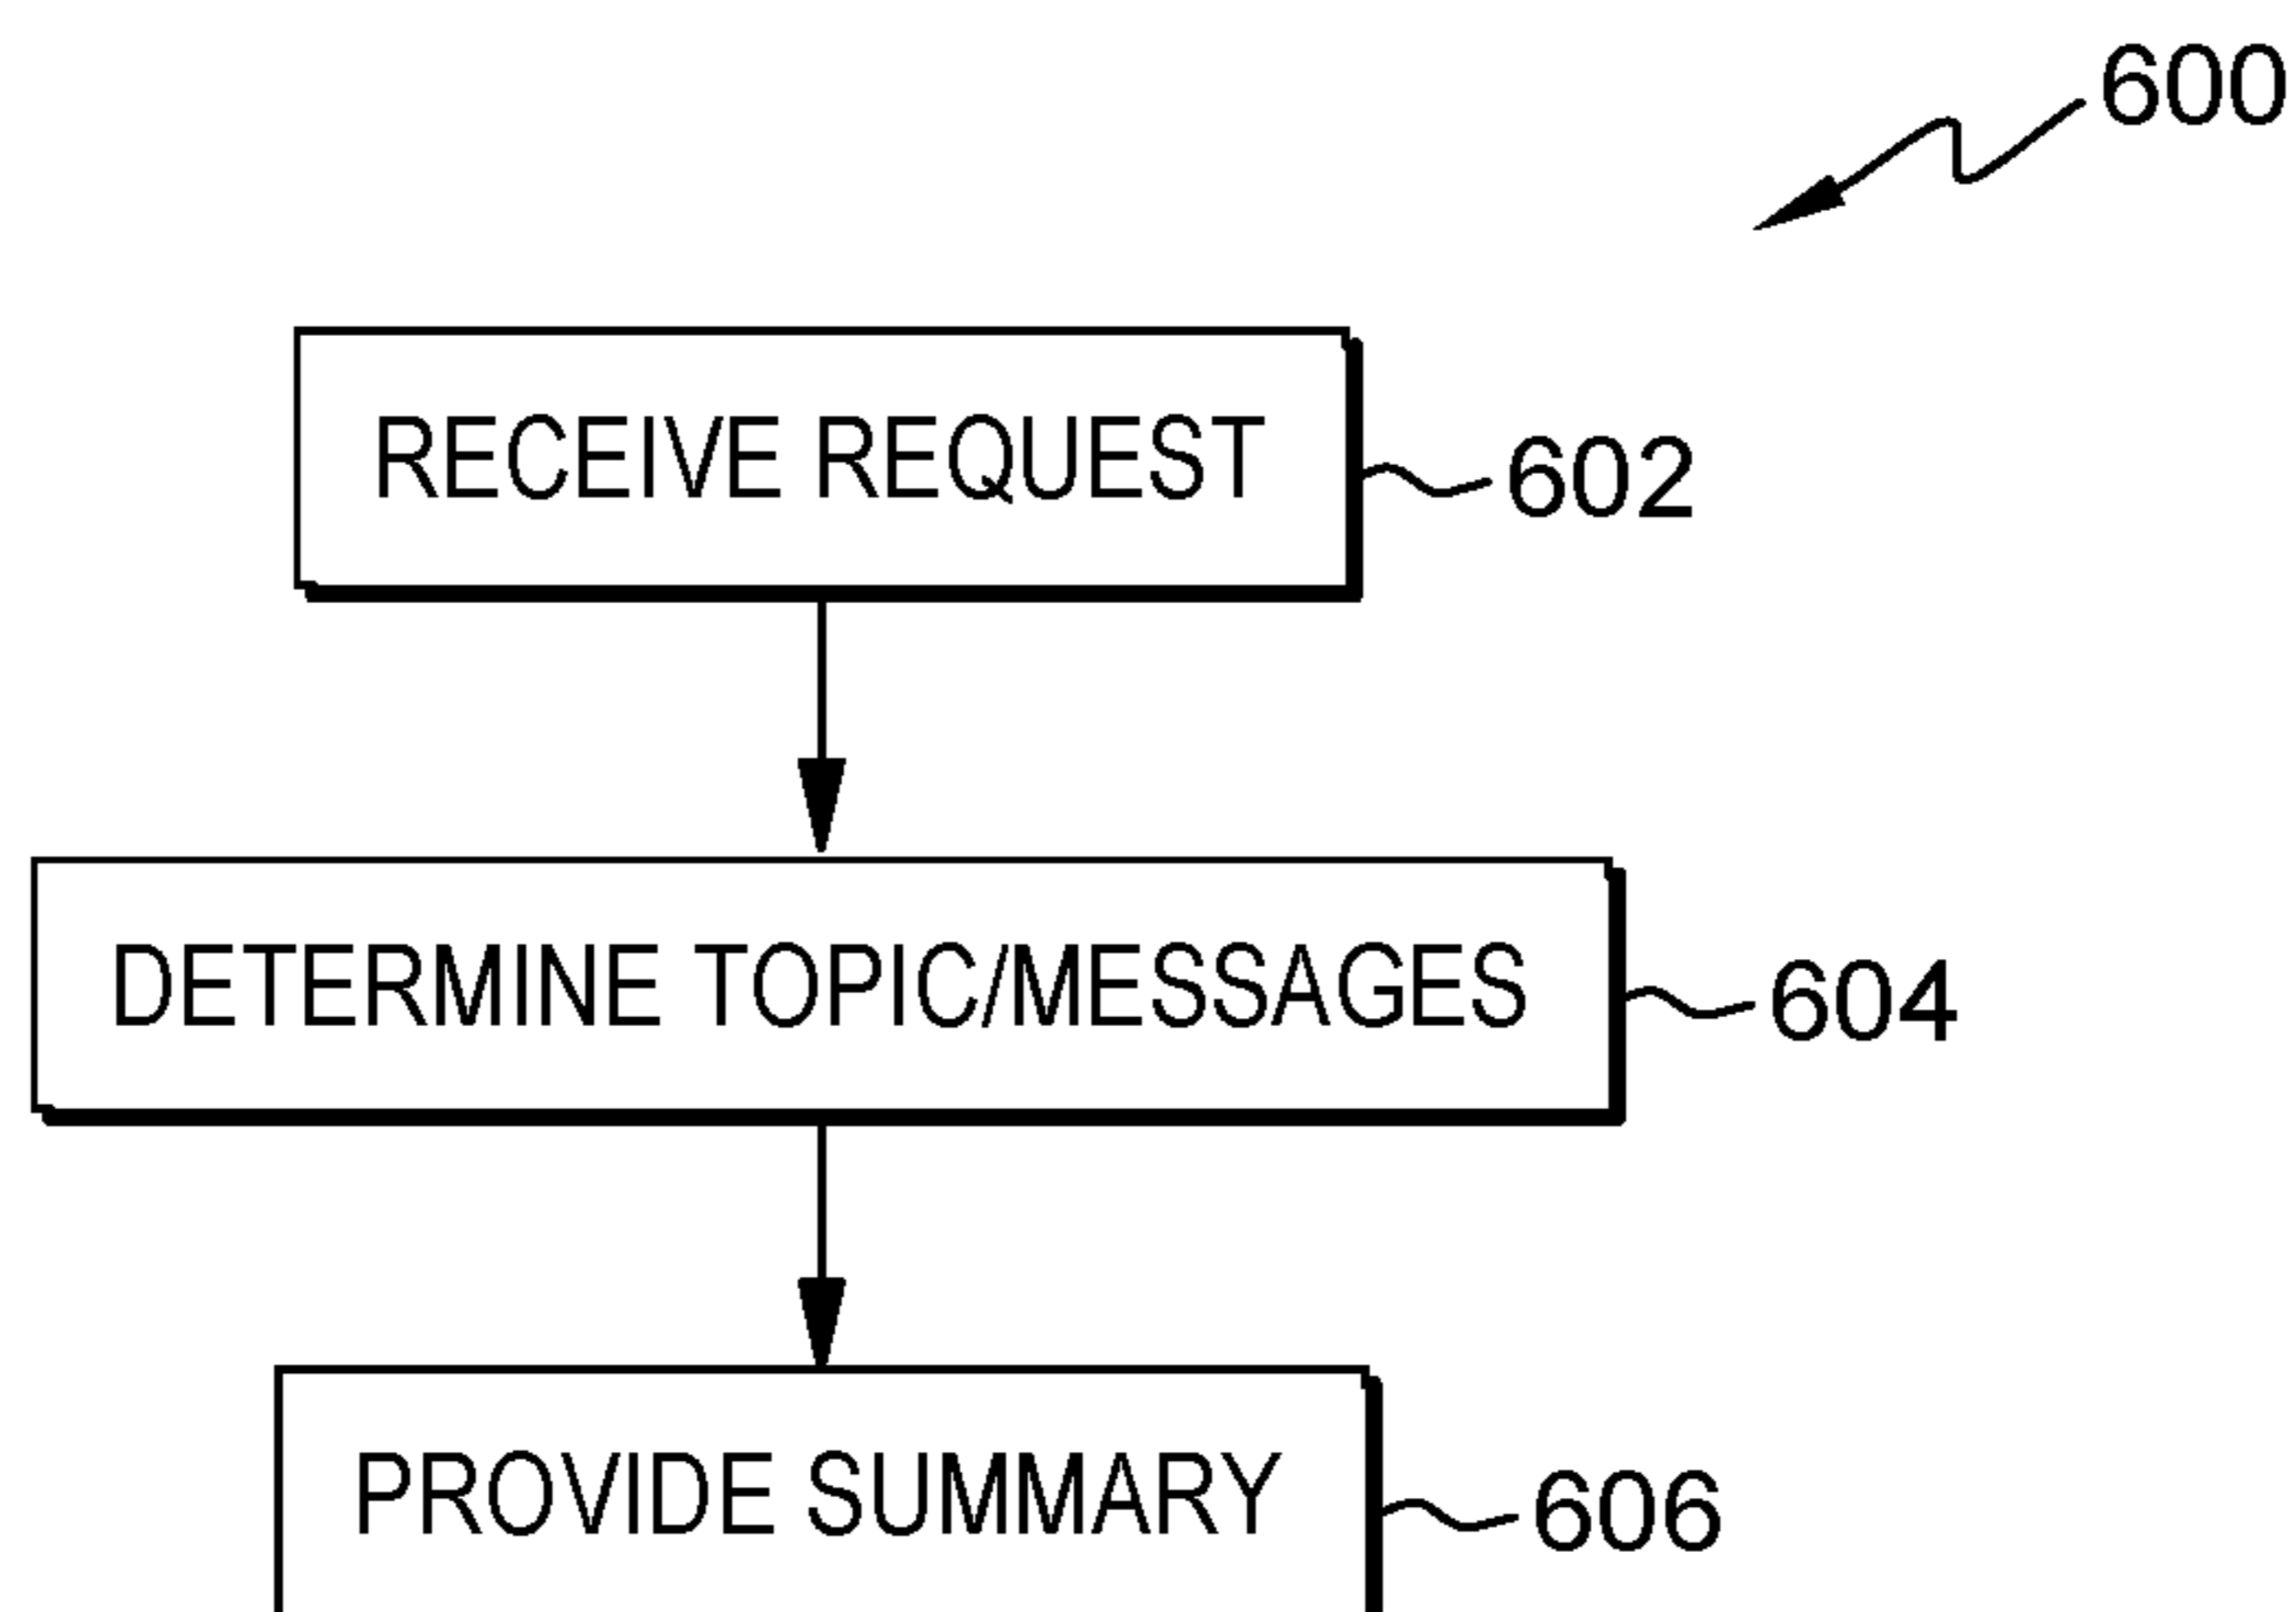 600
RECEIVE REQUEST
602
DETERMINE TOPIC/MESSAGES
604
PROVIDE SUMMARY
606